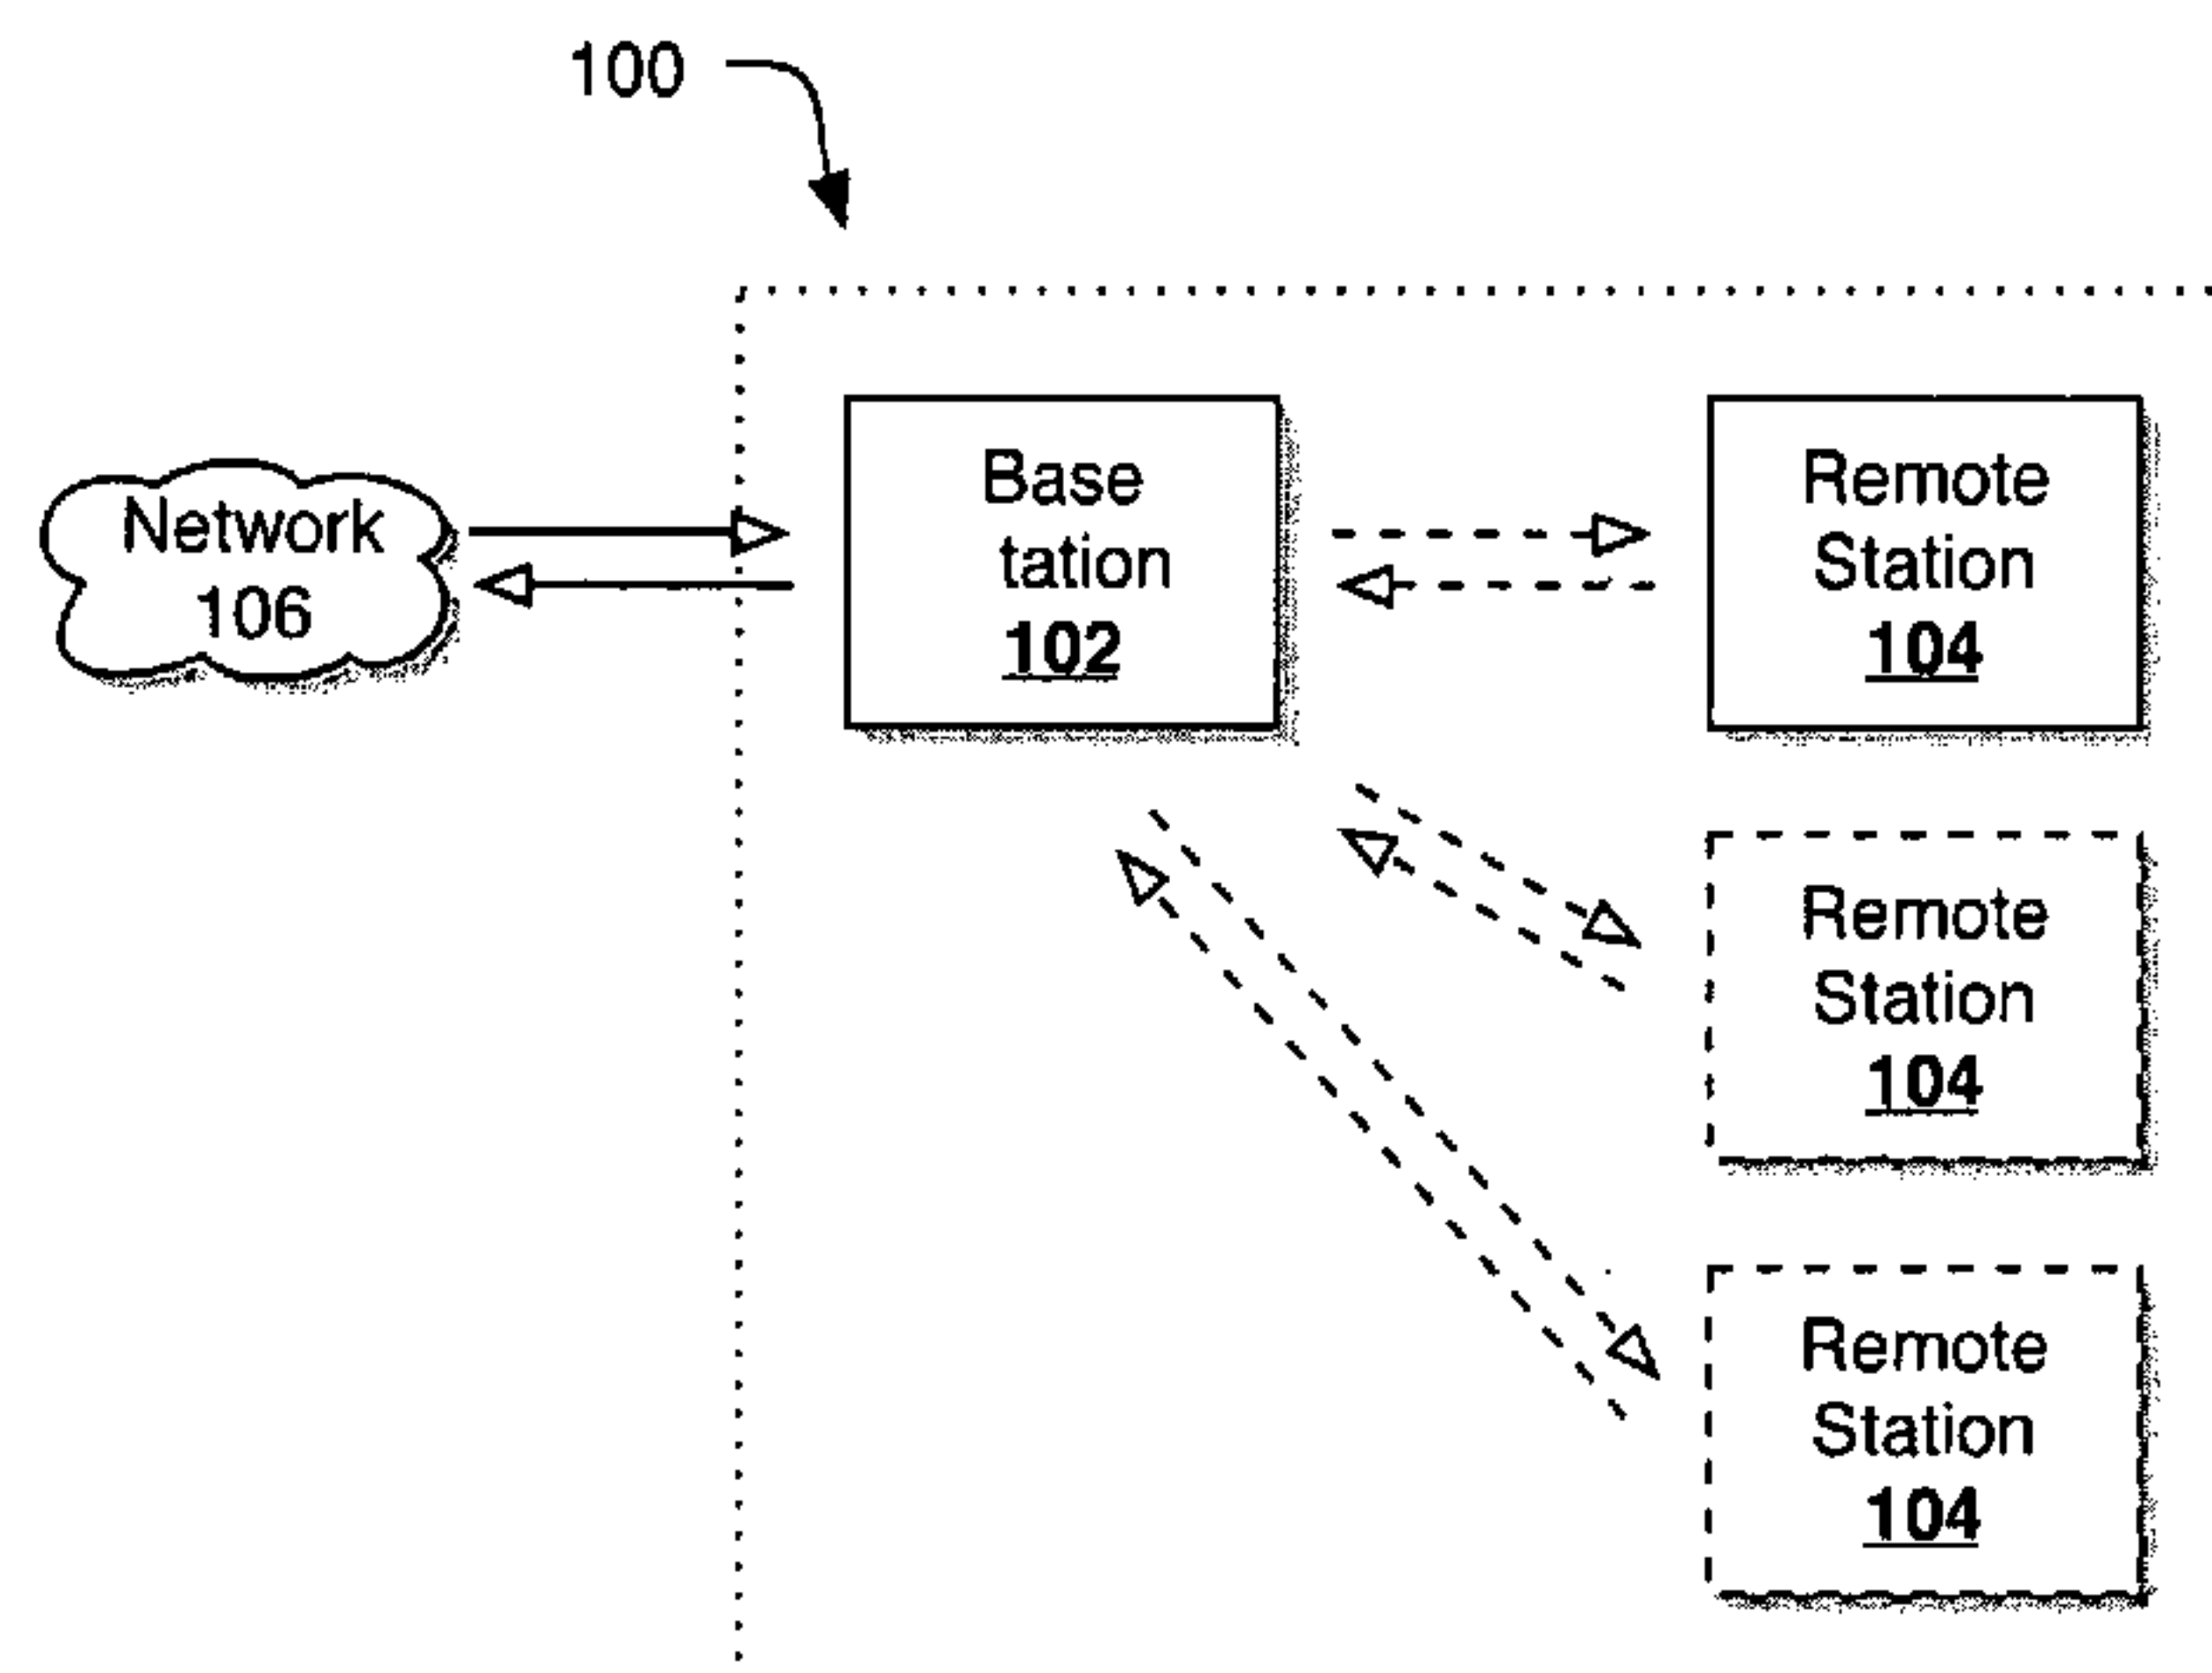 100
Network
106
Base
tation
102
Remote
Station
104
Remote
Station
104
Remote
Station
104